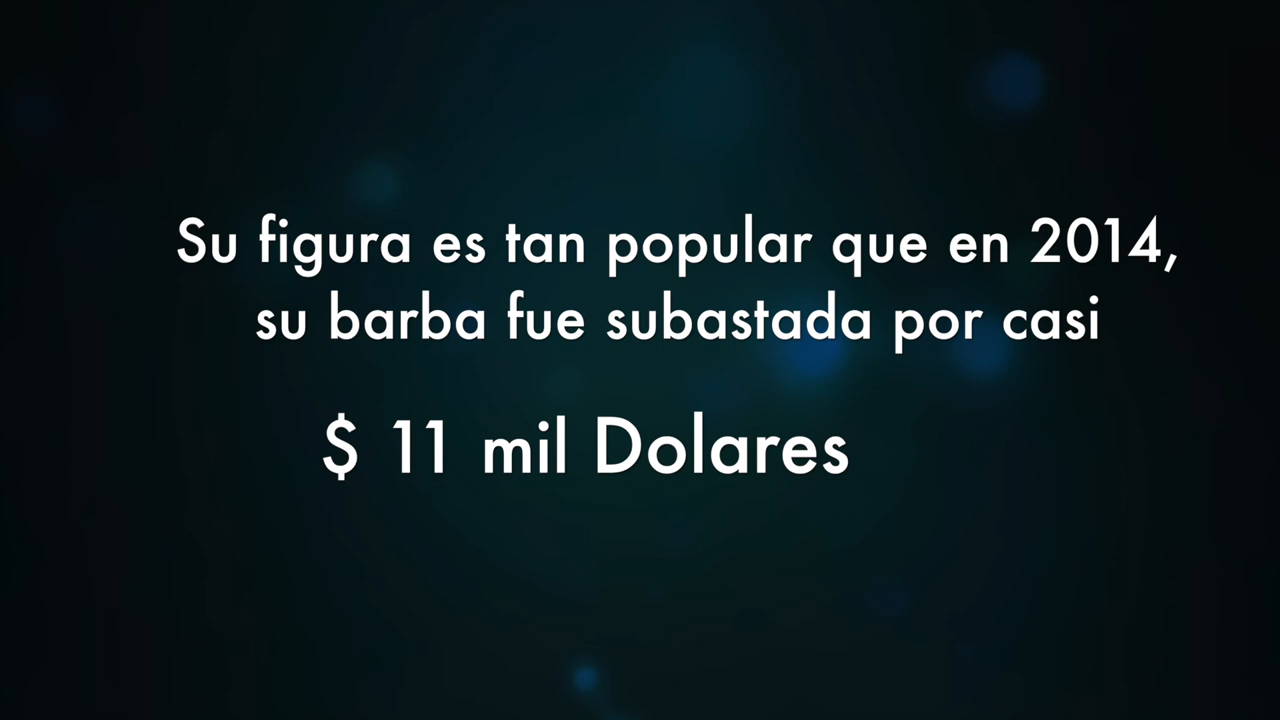 Su figura es tan popular que en 2014,
su barba fue subastada por casi
$ 11 mil Dolares